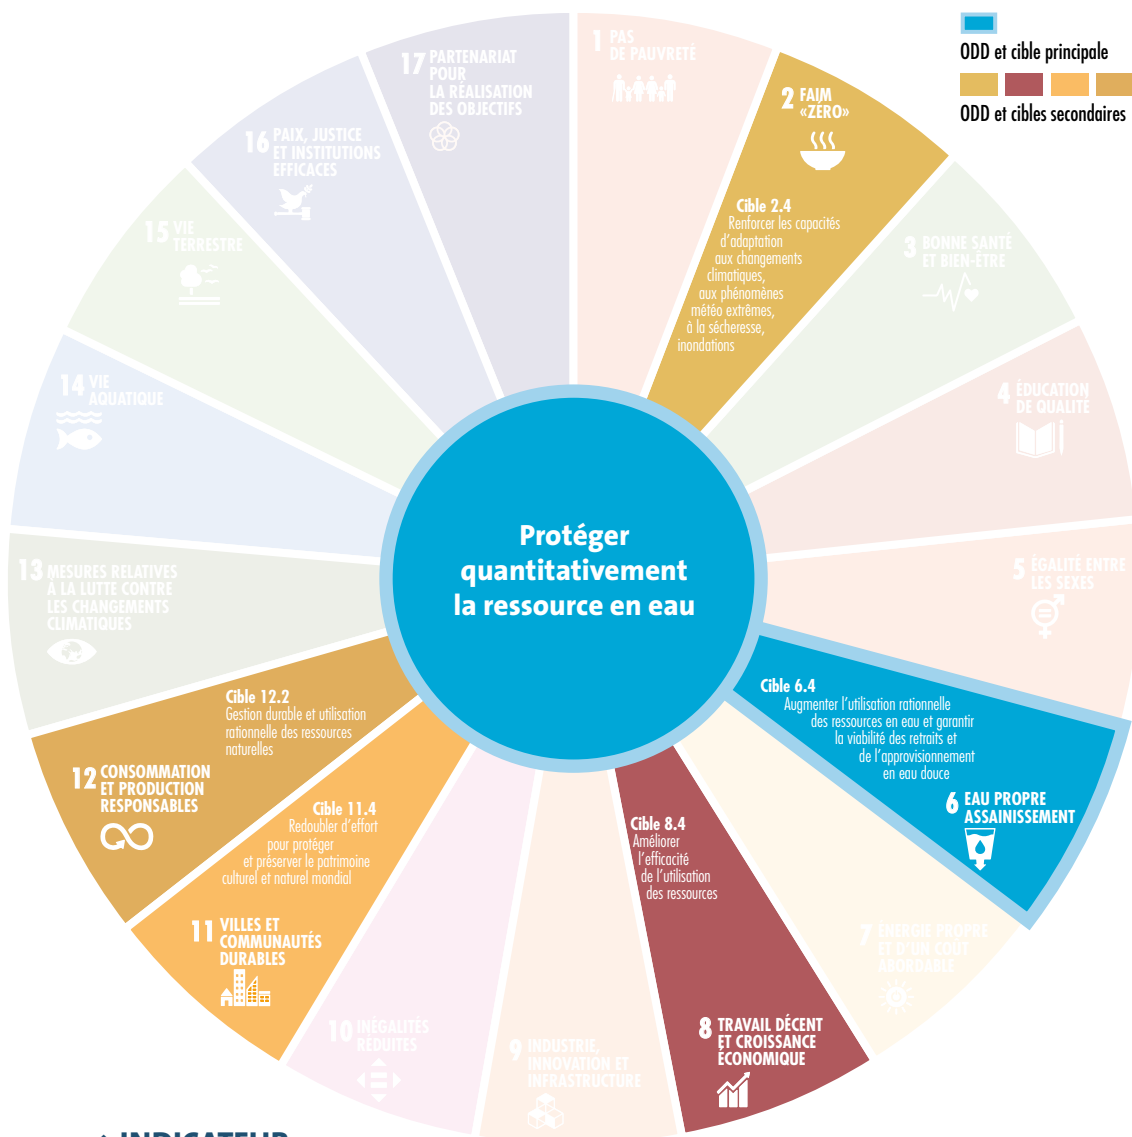 ODD et cible principale
ODD et cibles secondaires
1 PAS
DE PAUVRETÉ
2 FAIM
«ZÉRO»
Cible 2.4
Renforcer les capacités
d'adaptation
aux changements
climatiques,
aux phénomènes
météo extrêmes,
à la sécheresse,
inondations
3 BONNE SANTÉ
ET BIEN-ÊTRE
4 ÉDUCATION
DE QUALITÉ
5 ÉGALITÉ ENTRE
LES SEXES
Cible 6.4
Augmenter l'utilisation rationnelle
des ressources en eau et garantir
la viabilité des retraits et
de l'approvisionnement
en eau douce
6 EAU PROPRE
ASSAINISSEMENT
7 ÉNERGIE PROPRE
ET D'UN COÛT
ABORDABLE
Cible 8.4
Améliorer
l'efficacité
de l'utilisation
des ressources
8 TRAVAIL DÉCENT
ET CROISSANCE
ÉCONOMIQUE
9 INDUSTRIE,
INNOVATION ET
INFRASTRUCTURE
10 INÉGALITÉS
RÉDUITES
Cible 11.4
Redoubler d'effort
pour protéger
et préserver le patrimoine
culturel et naturel mondial
11 VILLES ET
COMMUNAUTÉS
DURABLES
Cible 12.2
Gestion durable et utilisation
rationnelle des ressources
naturelles
12 CONSOMMATION
ET PRODUCTION
RESPONSABLES
13 MESURES RELATIVES
À LA LUTTE CONTRE
LES CHANGEMENTS
CLIMATIQUES
14 VIE
AQUATIQUE
15 VIE
TERRESTRE
16 PAIX, JUSTICE
ET INSTITUTIONS
EFFICACES
17 PARTENARIAT
POUR
LA RÉALISATION
DES OBJECTIFS
Protéger
quantitativement
la ressource en eau
INDICATEUR